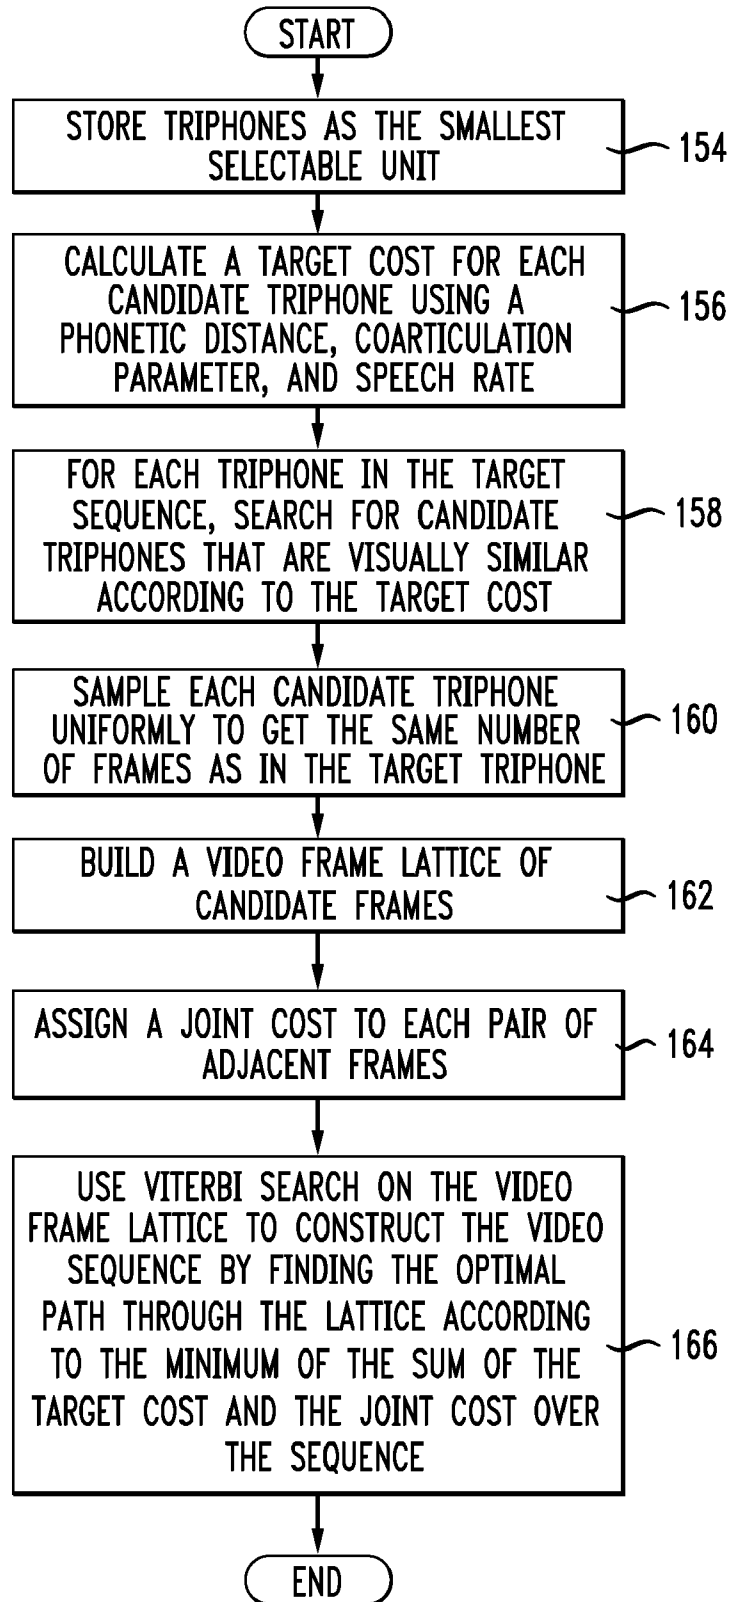 START
STORE TRIPHONES AS THE SMALLEST
SELECTABLE UNIT
154
CALCULATE A TARGET COST FOR EACH
CANDIDATE TRIPHONE USING A
PHONETIC DISTANCE, COARTICULATION
PARAMETER, AND SPEECH RATE
156
FOR EACH TRIPHONE IN THE TARGET
SEQUENCE, SEARCH FOR CANDIDATE
TRIPHONES THAT ARE VISUALLY SIMILAR
ACCORDING TO THE TARGET COST
158
SAMPLE EACH CANDIDATE TRIPHONE
UNIFORMLY TO GET THE SAME NUMBER
OF FRAMES AS IN THE TARGET TRIPHONE
160
BUILD A VIDEO FRAME LATTICE OF
CANDIDATE FRAMES
162
ASSIGN A JOINT COST TO EACH PAIR OF
ADJACENT FRAMES
164
USE VITERBI SEARCH ON THE VIDEO
FRAME LATTICE TO CONSTRUCT THE VIDEO
SEQUENCE BY FINDING THE OPTIMAL
PATH THROUGH THE LATTICE ACCORDING
TO THE MINIMUM OF THE SUM OF THE
TARGET COST AND THE JOINT COST OVER
THE SEQUENCE
166
END